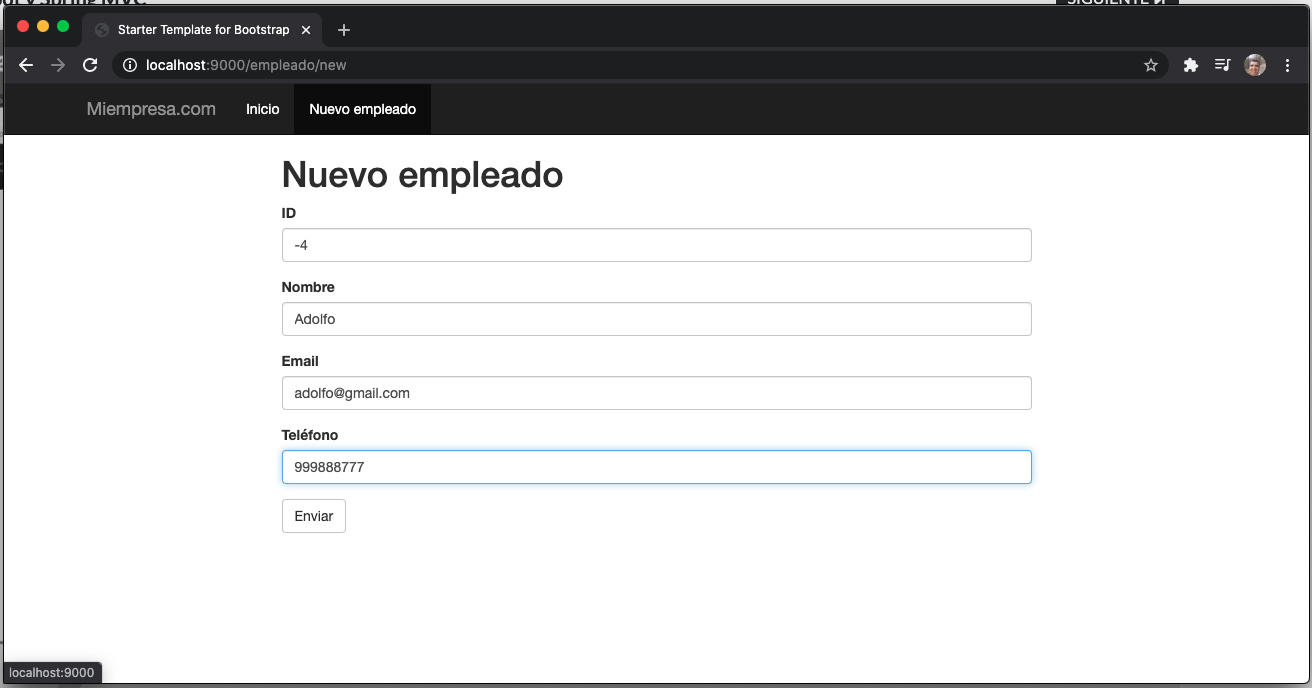 Starter Template for Bootstrap
localhost:9000/empleado/new
Miempresa.com Inicio Nuevo empleado
Nuevo empleado
ID
-4
Nombre
Adolfo
Email
adolfo@gmail.com
Teléfono
999888777
Enviar
localhost:9000